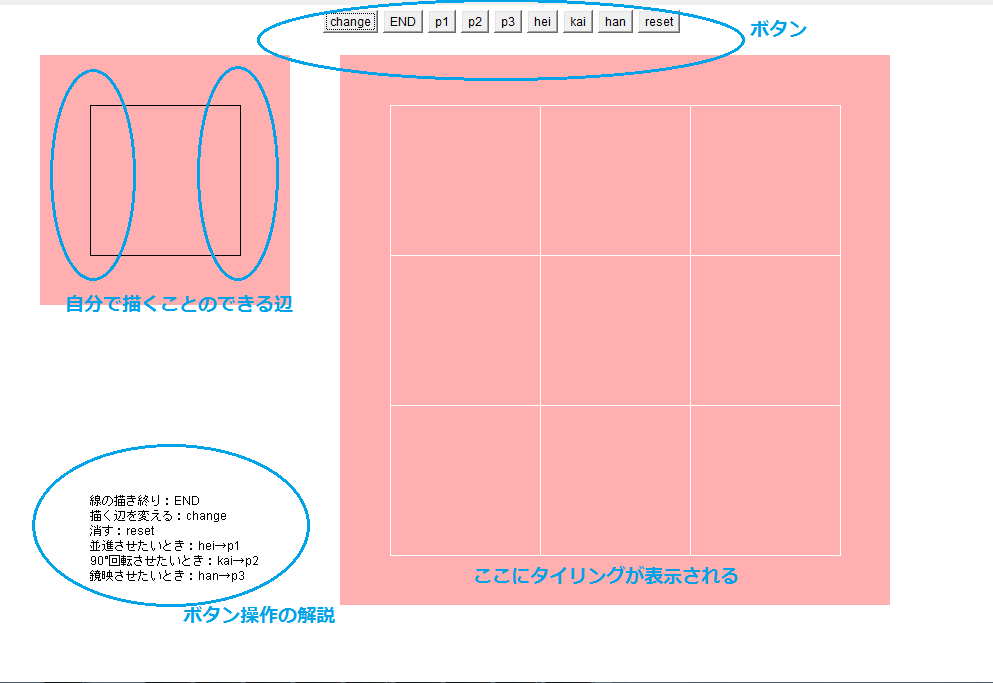 change END p1 p2 p3 hei kai han reset
ボタン
自分で描くことのできる辺
線の描き終り：END
描く辺を変える：change
消す：reset
並進させたいとき：hei→p1
90°回転させたいとき：kai→p2
鏡映させたいとき：han→p3
ボタン操作の解説
ここにタイリングが表示される